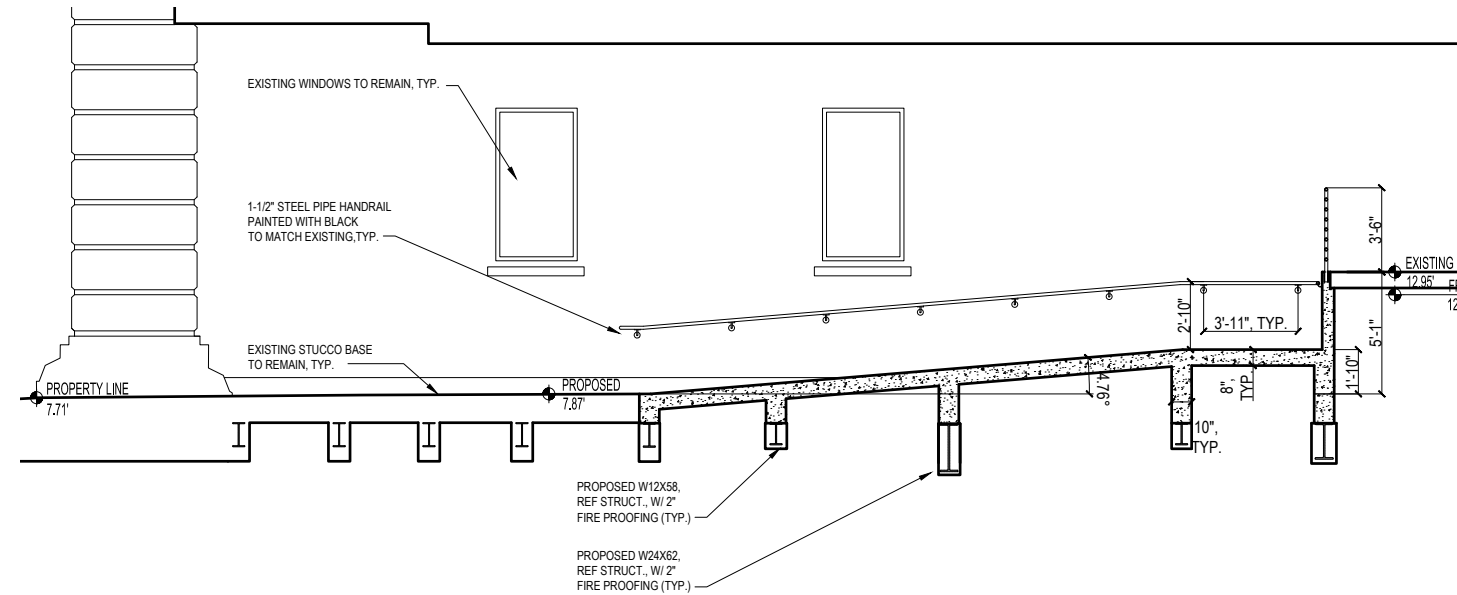 EXISTING WINDOWS TO REMAIN, TYP.
1-1/2" STEEL PIPE HANDRAIL
PAINTED WITH BLACK
TO MATCH EXISTING,TYP.
3'-6"
EXISTING
12.95'
12
5'-1"
2'-10"
3'-11", TYP.
EXISTING STUCCO BASE
TO REMAIN, TYP.
PROPERTY LINE
7.71'
PROPOSED
7.87'
4.76°
8",
TYP
1'-10"
10",
TYP.
PROPOSED W12X58,
REF STRUCT., W/ 2"
FIRE PROOFING (TYP.)
PROPOSED W24X62,
REF STRUCT., W/ 2"
FIRE PROOFING (TYP.)